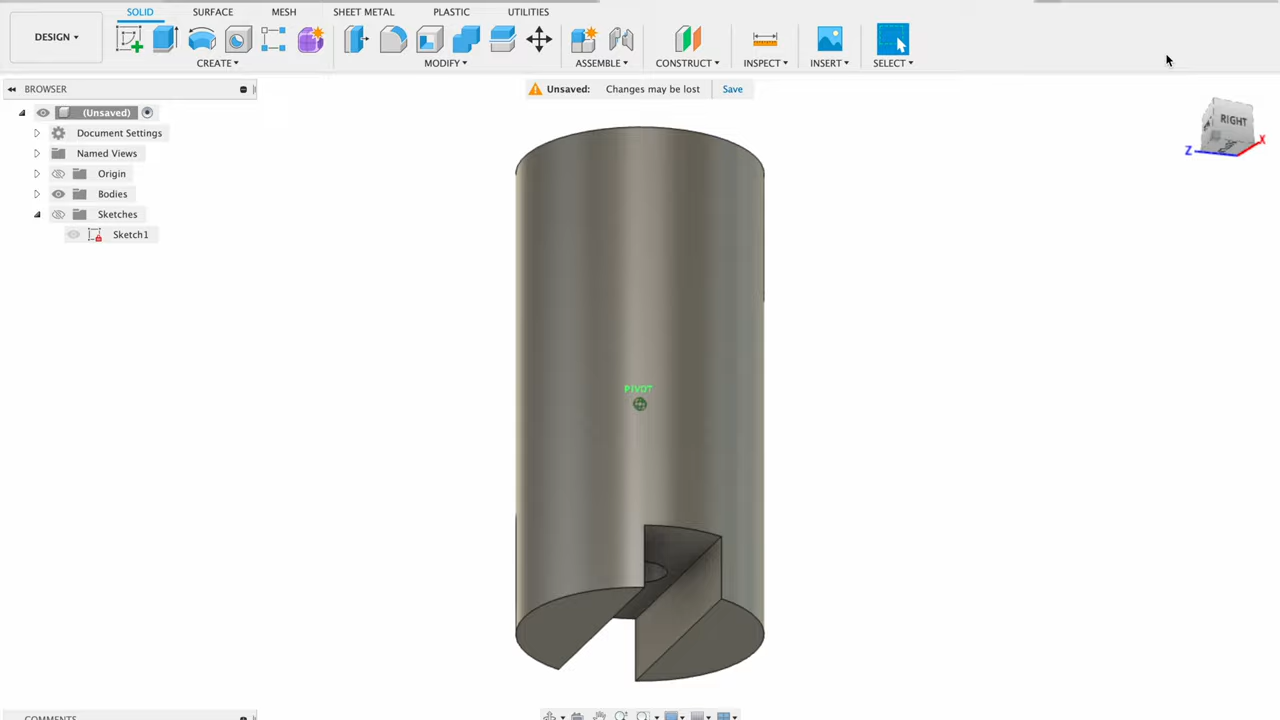 SOLID SURFACE MESH SHEET METAL PLASTIC UTILITIES
DESIGN
CREATE MODIFY ASSEMBLE CONSTRUCT INSPECT INSERT SELECT
BROWSER
Unsaved: Changes may be lost Save
(Unsaved)
Document Settings
Named Views
Origin
Bodies
Sketches
Sketch1
RIGHT
Z
X
PIVOT
COMMENTS